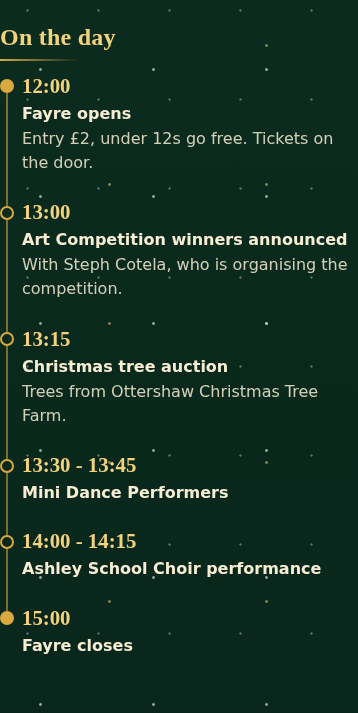 On the day
12:00
Fayre opens
Entry £2, under 12s go free. Tickets on
the door.
13:00
Art Competition winners announced
With Steph Cotela, who is organising the
competition.
13:15
Christmas tree auction
Trees from Ottershaw Christmas Tree
Farm.
13:30 - 13:45
Mini Dance Performers
14:00 - 14:15
Ashley School Choir performance
15:00
Fayre closes